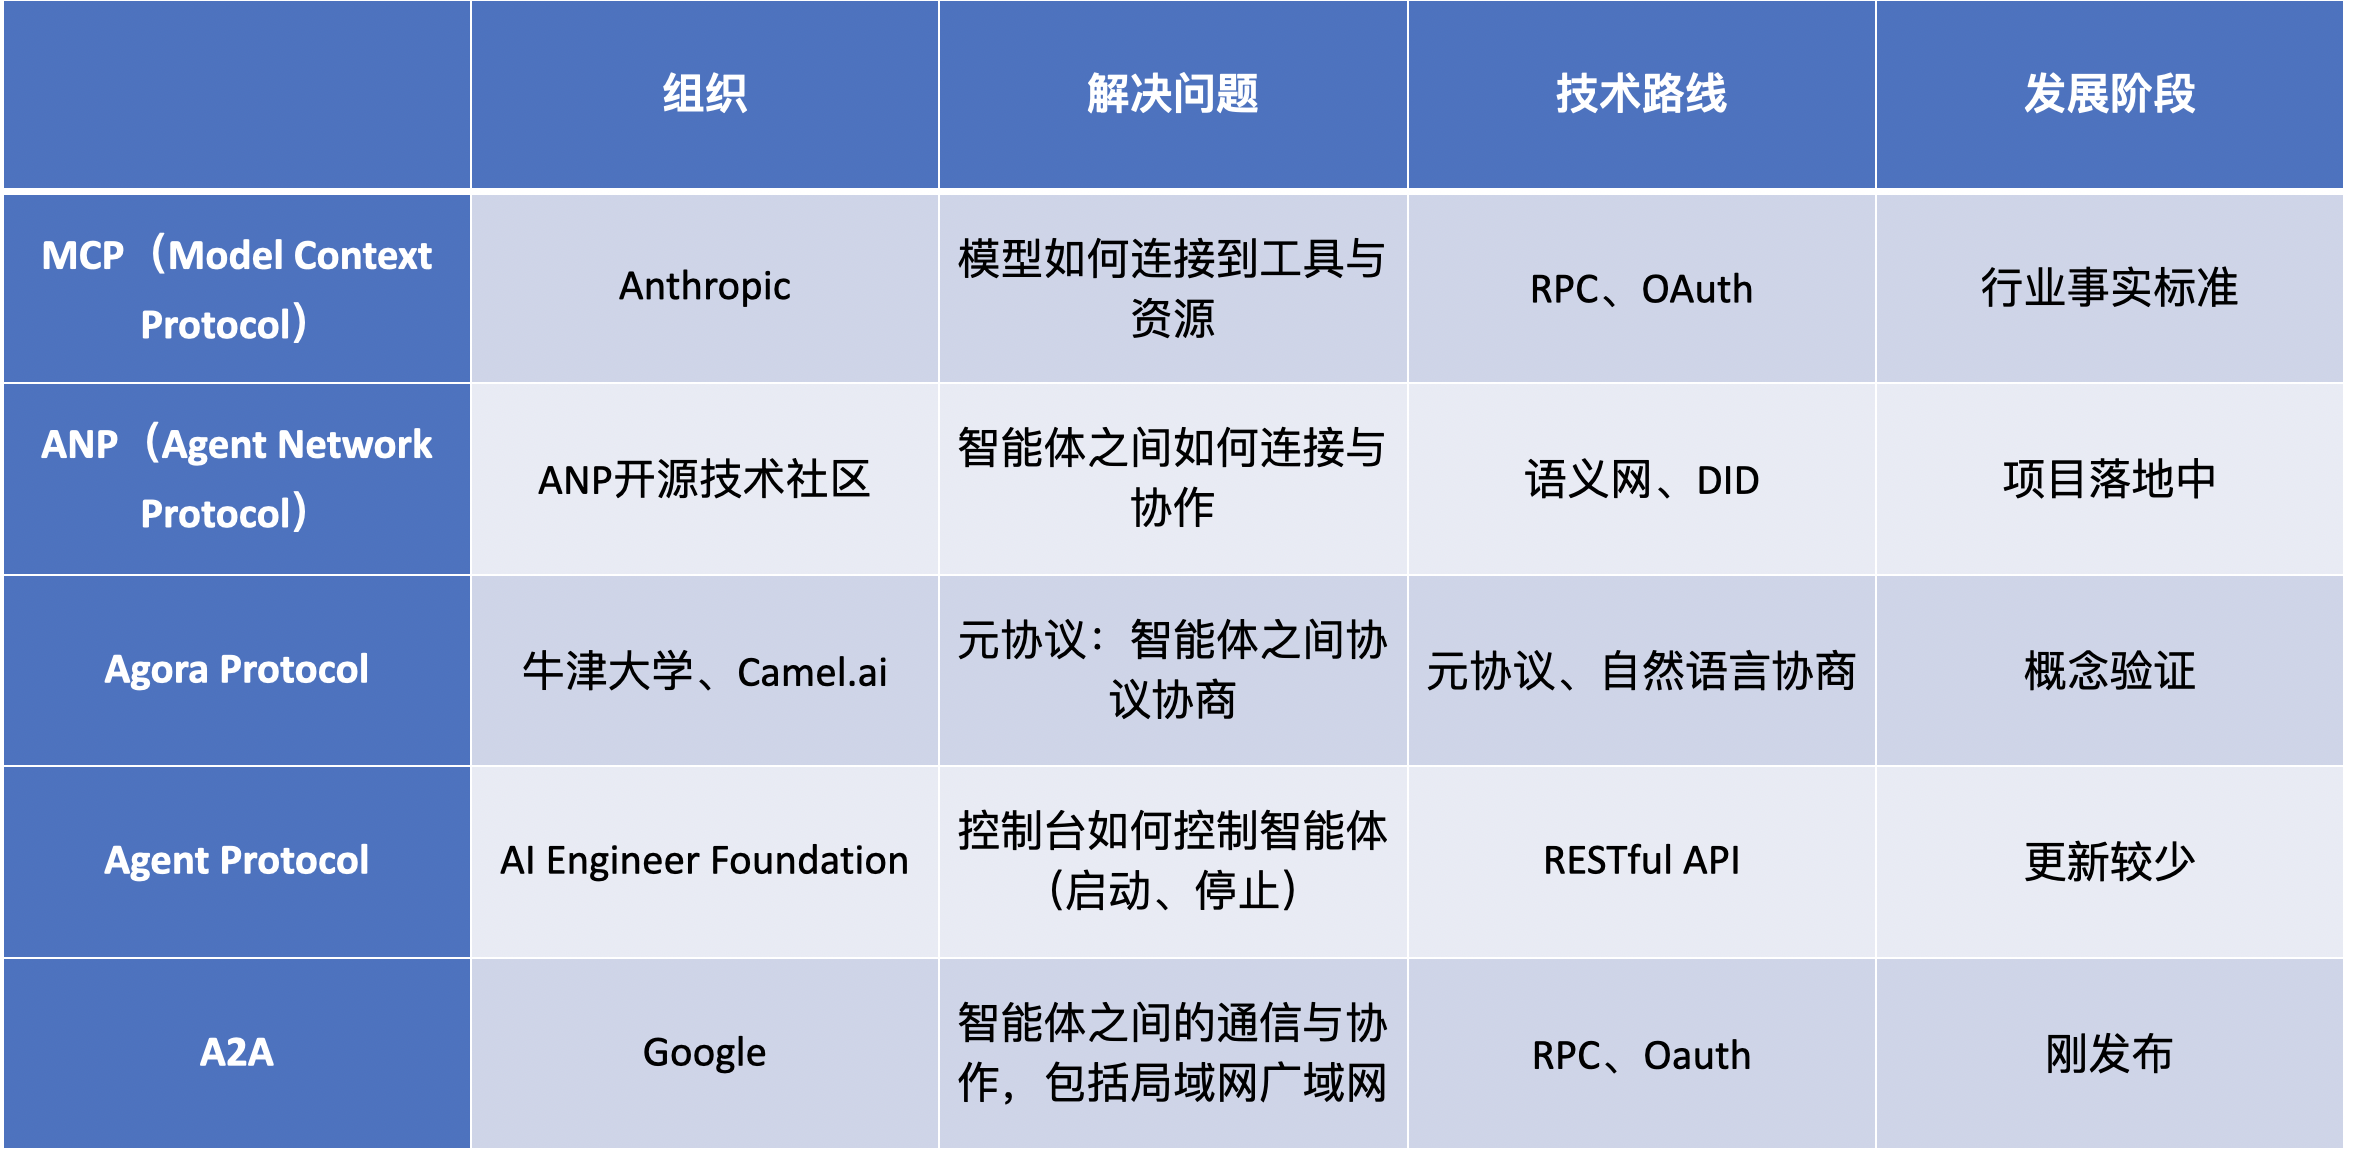 组织
解决问题
技术路线
发展阶段
MCP（Model Context
Protocol）
Anthropic
模型如何连接到工具与
资源
RPC、OAuth
行业事实标准
ANP（Agent Network
Protocol）
ANP开源技术社区
智能体之间如何连接与
协作
语义网、DID
项目落地中
Agora Protocol
牛津大学、Camel.ai
元协议：智能体之间协
议协商
元协议、自然语言协商
概念验证
Agent Protocol
AI Engineer Foundation
控制台如何控制智能体
（启动、停止）
RESTful API
更新较少
A2A
Google
智能体之间的通信与协
作，包括局域网广域网
RPC、Oauth
刚发布